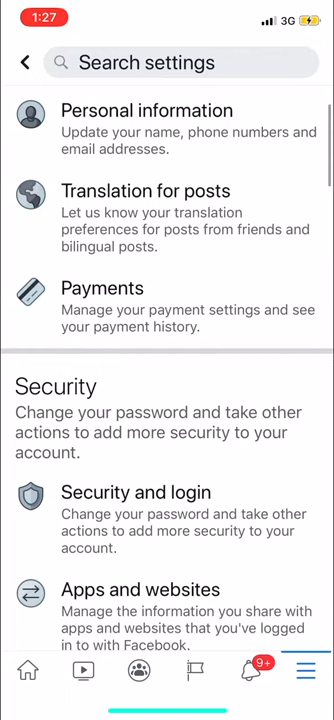 1:27
3G
Search settings
Personal information
Update your name, phone numbers and
email addresses.
Translation for posts
Let us know your translation
preferences for posts from friends and
bilingual posts.
Payments
Manage your payment settings and see
your payment history.
Security
Change your password and take other
actions to add more security to your
account.
Security and login
Change your password and take other
actions to add more security to your
account.
Apps and websites
Manage the information you share with
apps and websites that you've logged
in to with Facebook.
9+